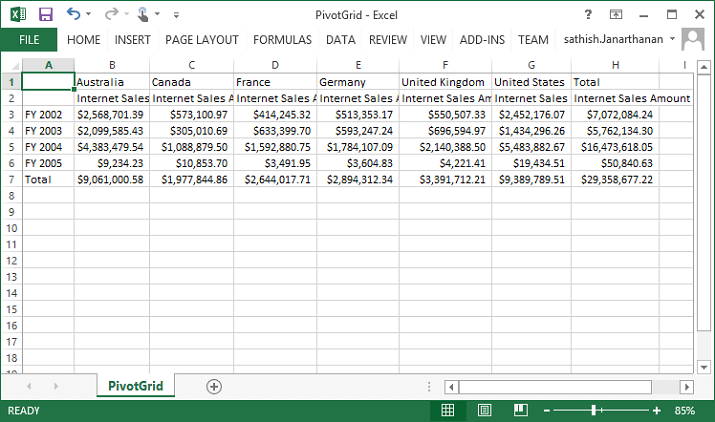 PivotGrid - Excel
FILE HOME INSERT PAGE LAYOUT FORMULAS DATA REVIEW VIEW ADD-INS TEAM sathish.Janarthanan
A B C D E F G H I
1 Australia Canada France Germany United Kingdom United States Total
2 Internet Sales Internet Sales A Internet Sales A Internet Sales A Internet Sales Am Internet Sales Internet Sales Amount
3 FY 2002 $2,568,701.39 $573,100.97 $414,245.32 $513,353.17 $550,507.33 $2,452,176.07 $7,072,084.24
4 FY 2003 $2,099,585.43 $305,010.69 $633,399.70 $593,247.24 $696,594.97 $1,434,296.26 $5,762,134.30
5 FY 2004 $4,383,479.54 $1,088,879.50 $1,592,880.75 $1,784,107.09 $2,140,388.50 $5,483,882.67 $16,473,618.05
6 FY 2005 $9,234.23 $10,853.70 $3,491.95 $3,604.83 $4,221.41 $19,434.51 $50,840.63
7 Total $9,061,000.58 $1,977,844.86 $2,644,017.71 $2,894,312.34 $3,391,712.21 $9,389,789.51 $29,358,677.22
8
9
10
11
12
13
14
15
16
17
18
19
PivotGrid
READY 85%